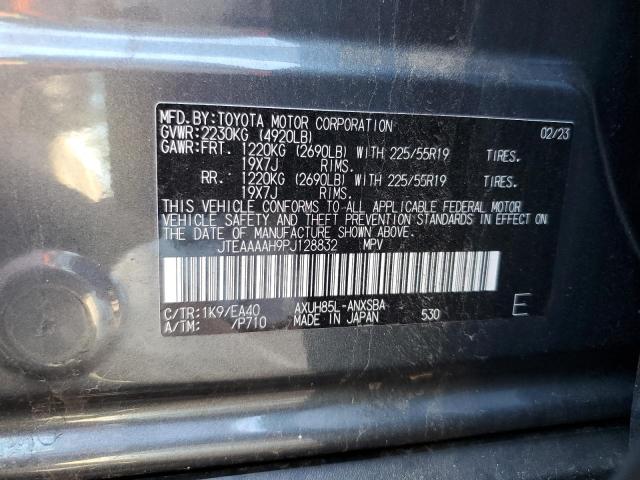 MFD.BY:TOYOTA MOTOR CORPORATION 02/23
GVWR:2230KG (4920LB)
GAWR:FRT. 1220KG (2690LB) WITH 225/55R19 TIRES.
19X7J RIMS.
RR. 1220KG (2690LB) WITH 225/55R19 TIRES.
19X7J RIMS.
THIS VEHICLE CONFORMS TO ALL APPLICABLE FEDERAL MOTOR
VEHICLE SAFETY AND THEFT PREVENTION STANDARDS IN EFFECT ON
THE DATE OF MANUFACTURE SHOWN ABOVE.
JTEAAAAH9PJ128832 MPV
C/TR:1K9/EA40 AXUH85L-ANXSBA
A/TM: /P710 MADE IN JAPAN 530 E